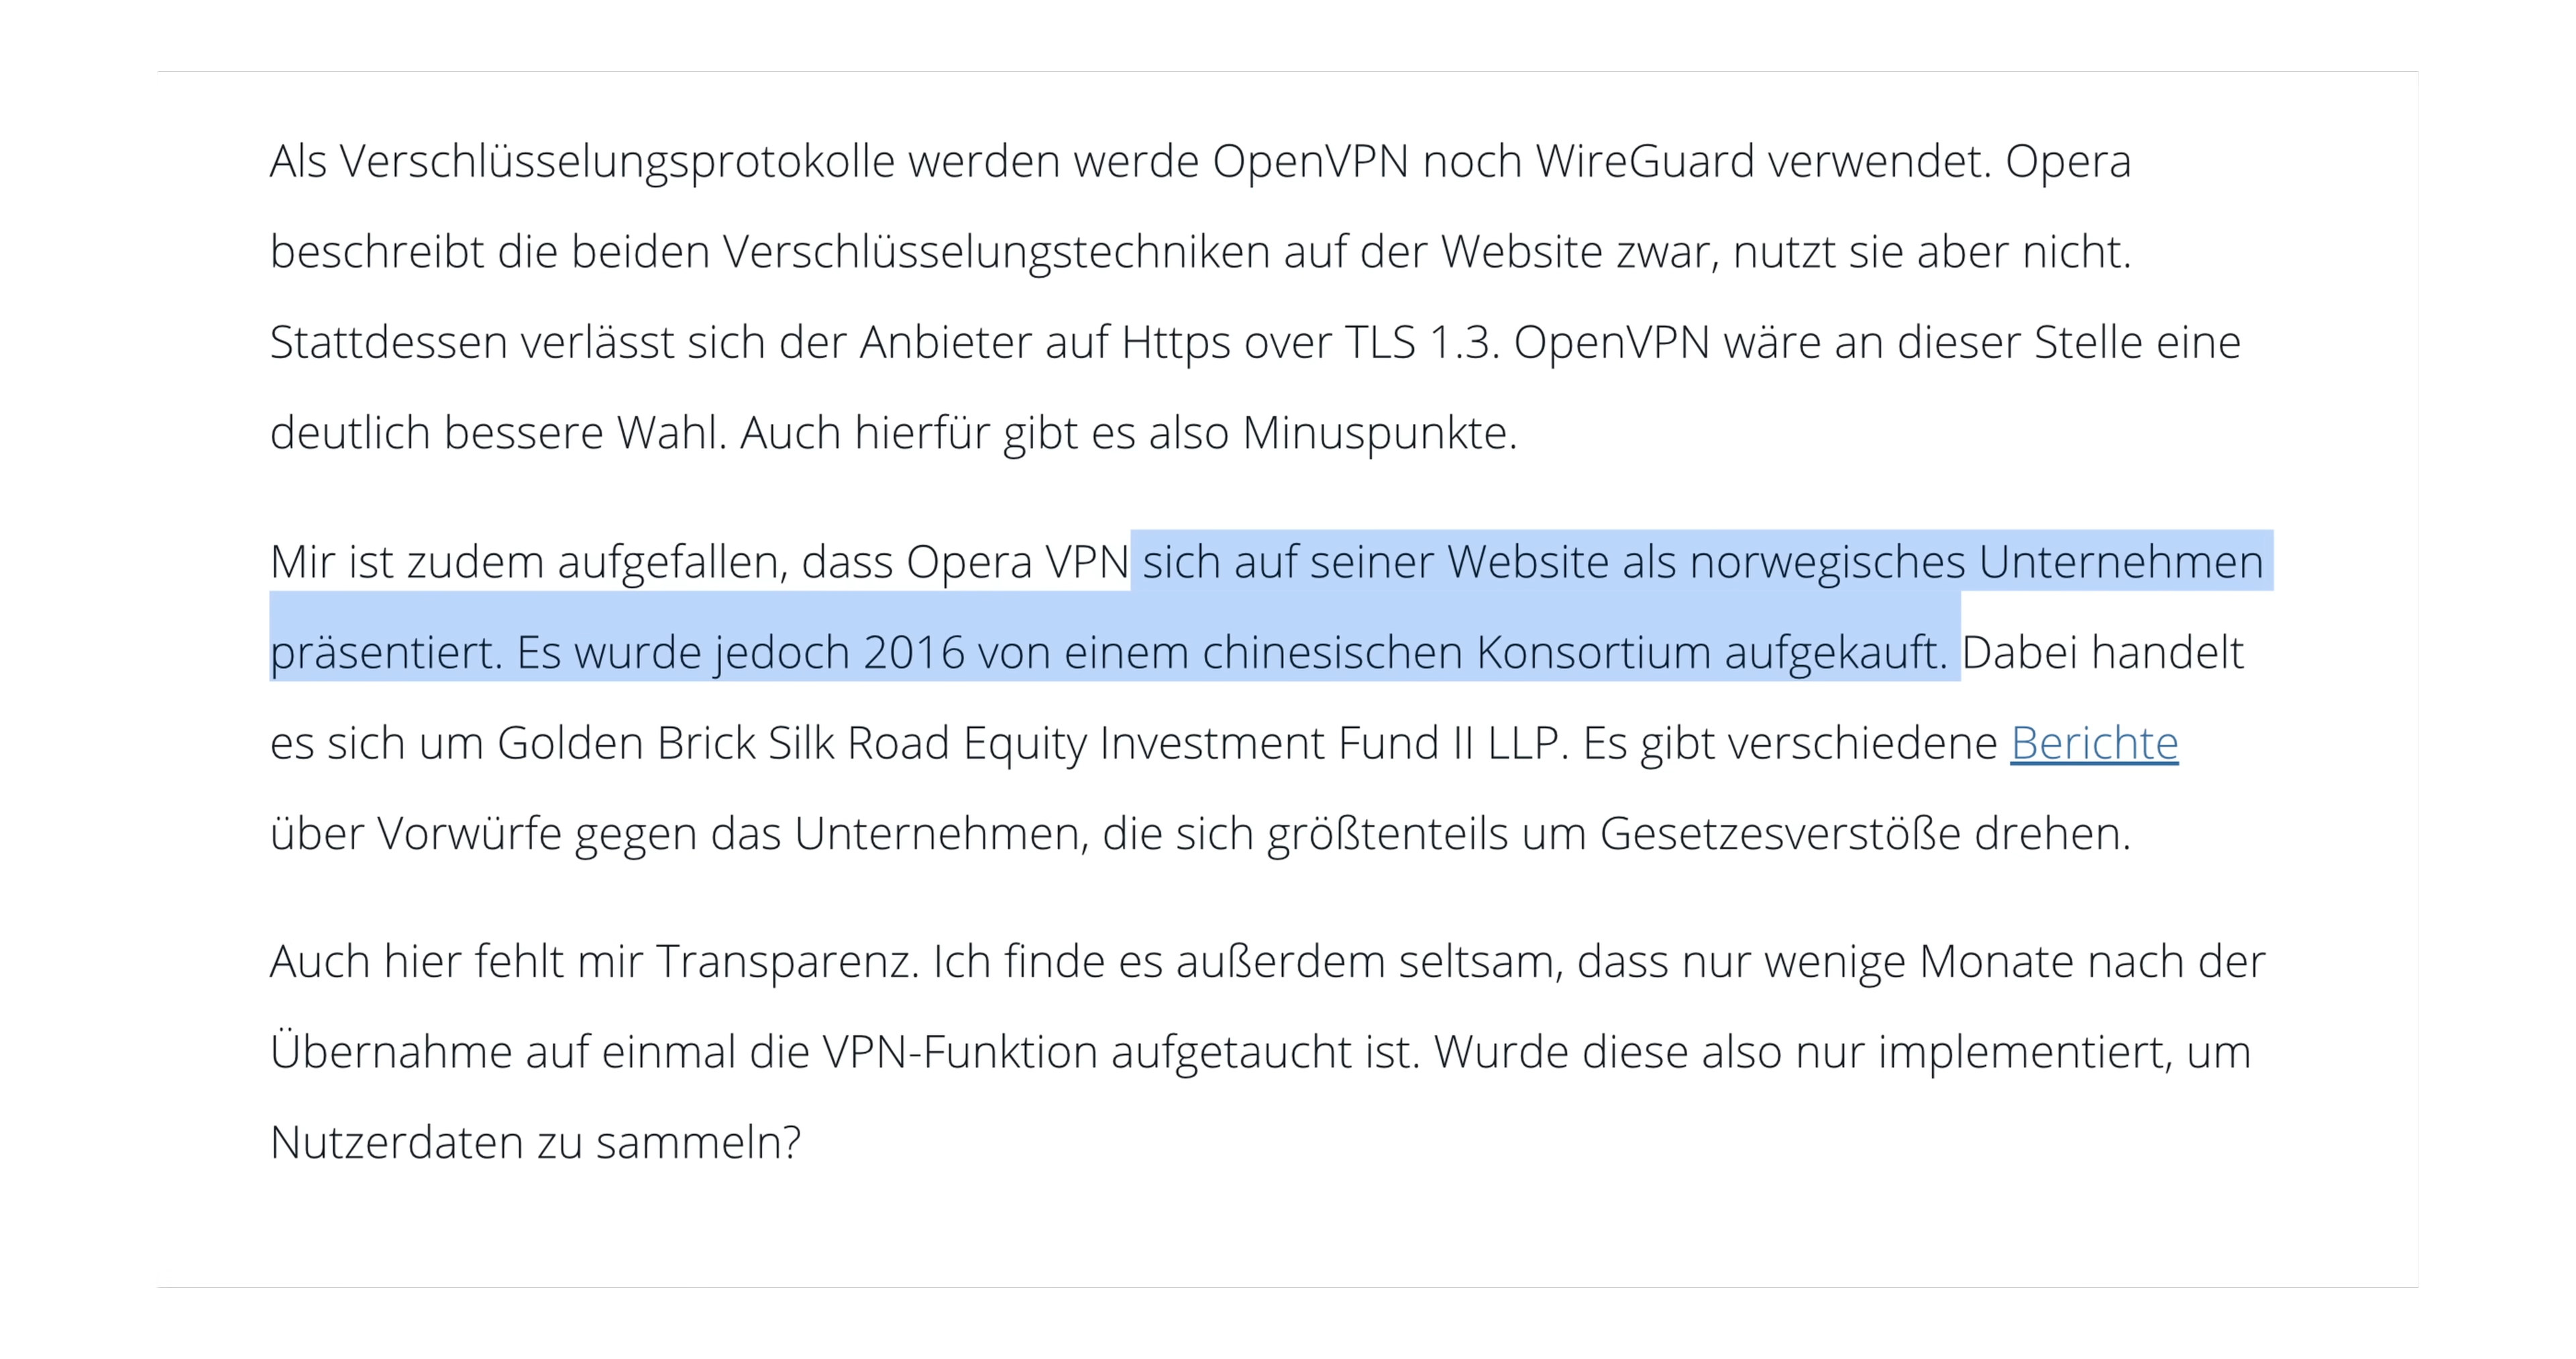 Als Verschlüsselungsprotokolle werden werde OpenVPN noch WireGuard verwendet. Opera
beschreibt die beiden Verschlüsselungstechniken auf der Website zwar, nutzt sie aber nicht.
Stattdessen verlässt sich der Anbieter auf Https over TLS 1.3. OpenVPN wäre an dieser Stelle eine
deutlich bessere Wahl. Auch hierfür gibt es also Minuspunkte.
Mir ist zudem aufgefallen, dass Opera VPN sich auf seiner Website als norwegisches Unternehmen
präsentiert. Es wurde jedoch 2016 von einem chinesischen Konsortium aufgekauft. Dabei handelt
es sich um Golden Brick Silk Road Equity Investment Fund II LLP. Es gibt verschiedene Berichte
über Vorwürfe gegen das Unternehmen, die sich größtenteils um Gesetzesverstöße drehen.
Auch hier fehlt mir Transparenz. Ich finde es außerdem seltsam, dass nur wenige Monate nach der
Übernahme auf einmal die VPN-Funktion aufgetaucht ist. Wurde diese also nur implementiert, um
Nutzerdaten zu sammeln?